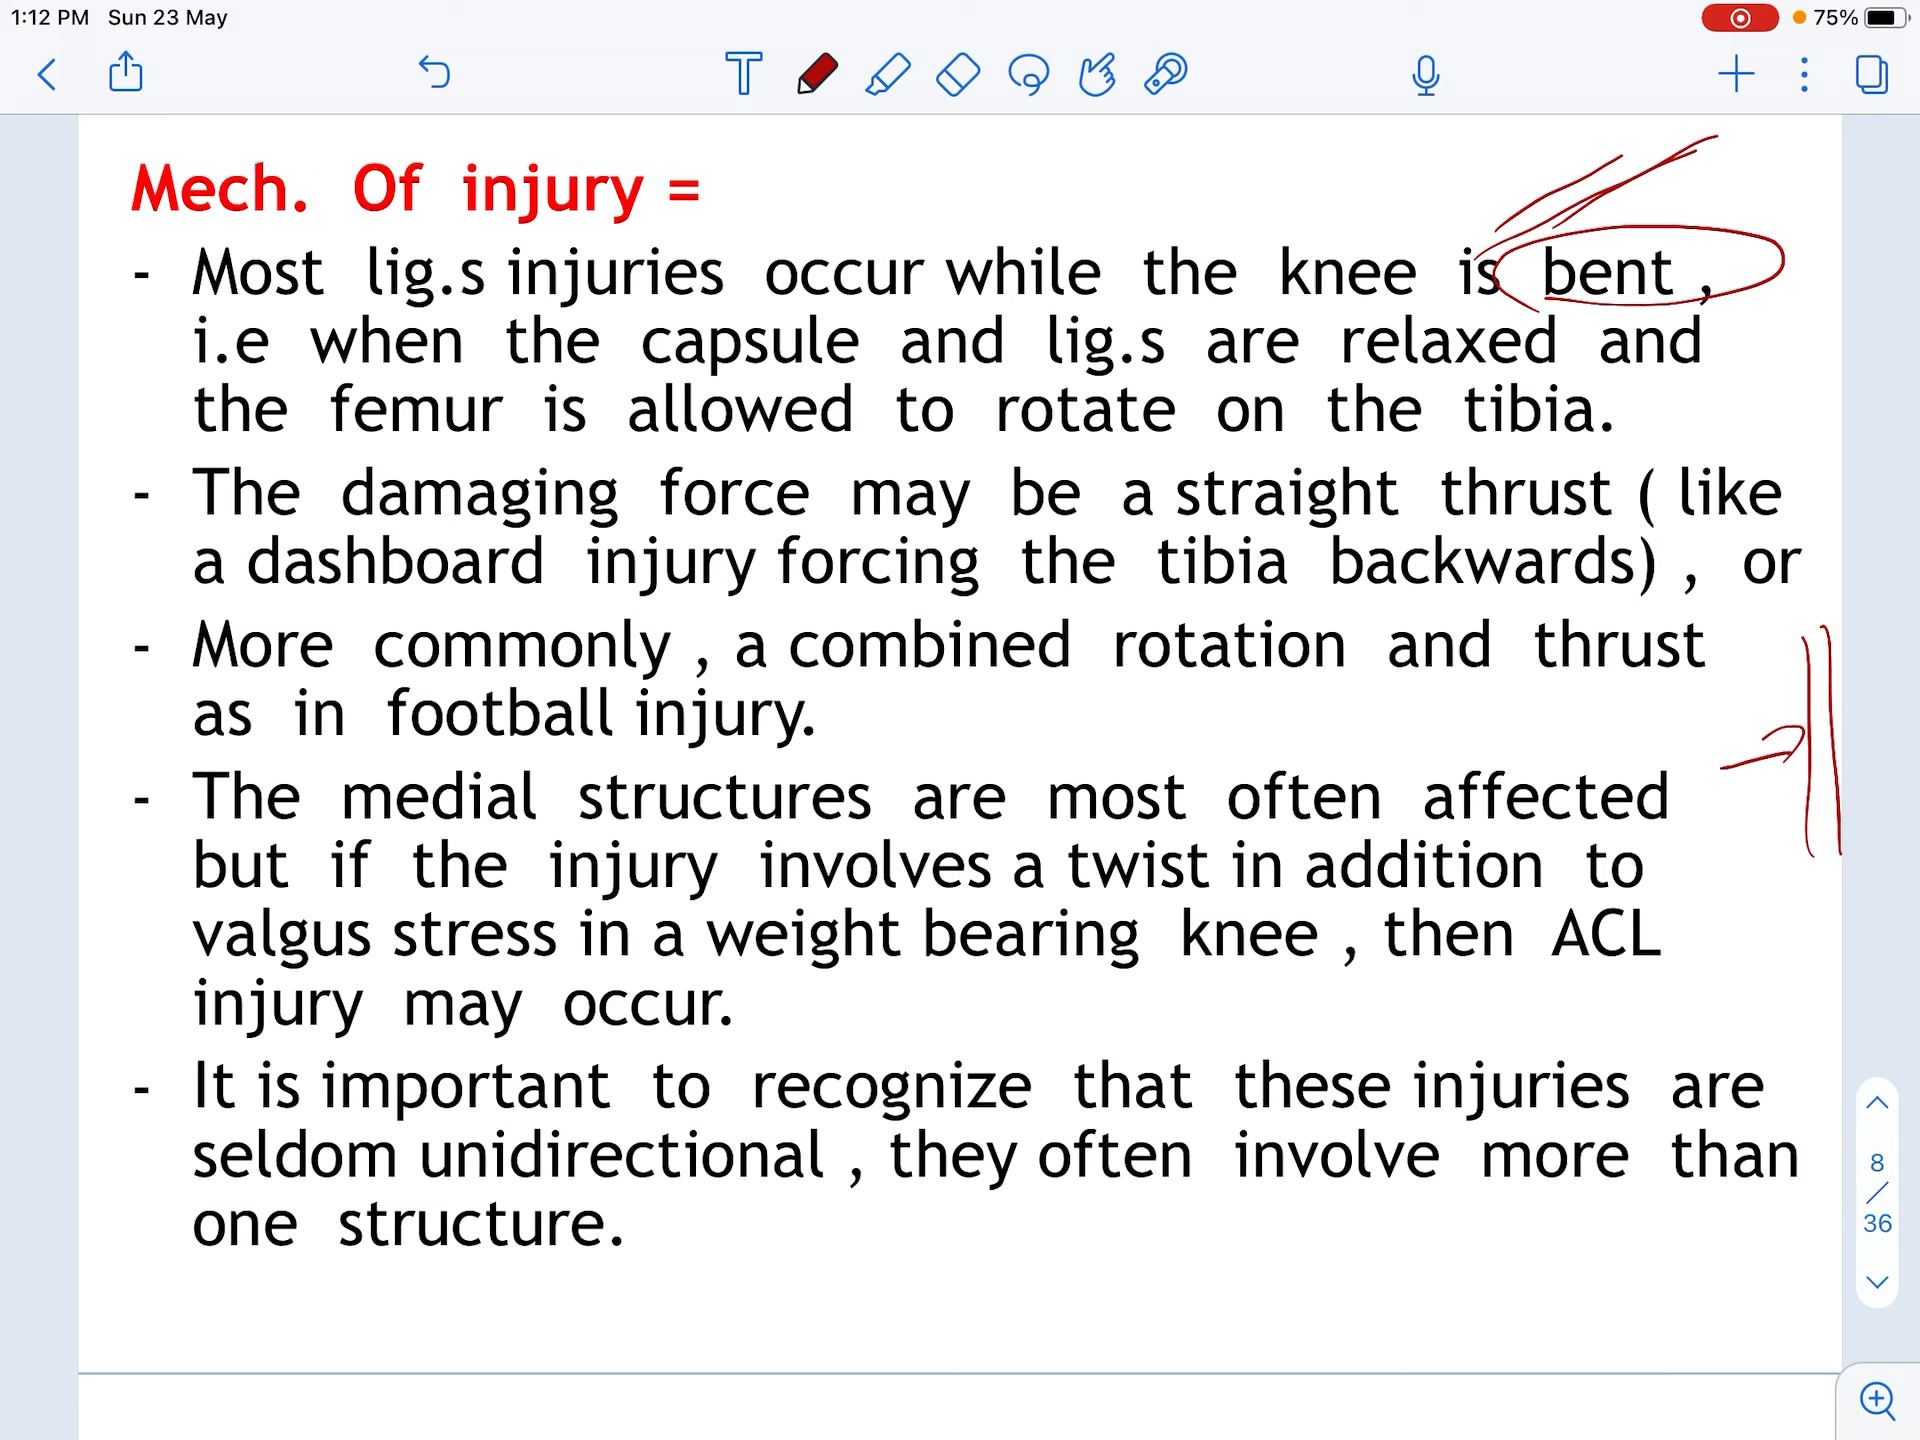 1:12 PM Sun 23 May
75%
T
Mech. Of injury =
- Most lig.s injuries occur while the knee is bent ,
i.e when the capsule and lig.s are relaxed and
the femur is allowed to rotate on the tibia.
- The damaging force may be a straight thrust ( like
a dashboard injury forcing the tibia backwards) , or
- More commonly , a combined rotation and thrust
as in football injury.
- The medial structures are most often affected
but if the injury involves a twist in addition to
valgus stress in a weight bearing knee , then ACL
injury may occur.
- It is important to recognize that these injuries are
seldom unidirectional , they often involve more than
one structure.
8
/
36